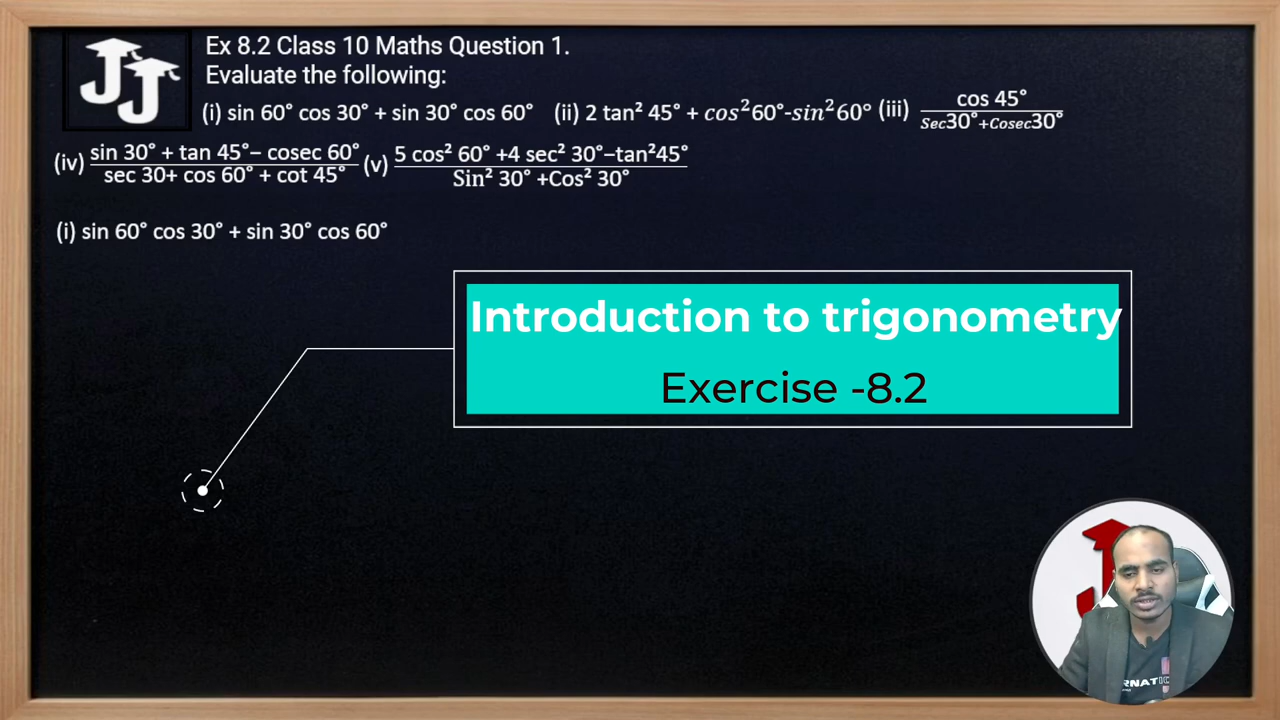 JJ
Ex 8.2 Class 10 Maths Question 1.
Evaluate the following:
(i) sin 60° cos 30° + sin 30° cos 60° (ii) 2 tan² 45° + cos²60°-sin²60° (iii) cos 45° / Sec30°+Cosec30°
(iv) sin 30° + tan 45°– cosec 60° / sec 30+ cos 60° + cot 45° (v) 5 cos² 60° +4 sec² 30°–tan²45° / Sin² 30° +Cos² 30°
(i) sin 60° cos 30° + sin 30° cos 60°
Introduction to trigonometry
Exercise -8.2